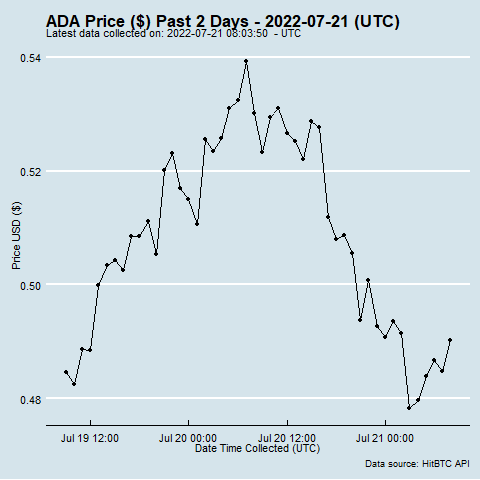 ADA Price ($) Past 2 Days - 2022-07-21 (UTC)
Latest data collected on: 2022-07-21 08:03:50 - UTC
0.54
0.52
0.50
0.48
Price USD ($)
Jul 19 12:00 Jul 20 00:00 Jul 20 12:00 Jul 21 00:00
Date Time Collected (UTC)
Data source: HitBTC API